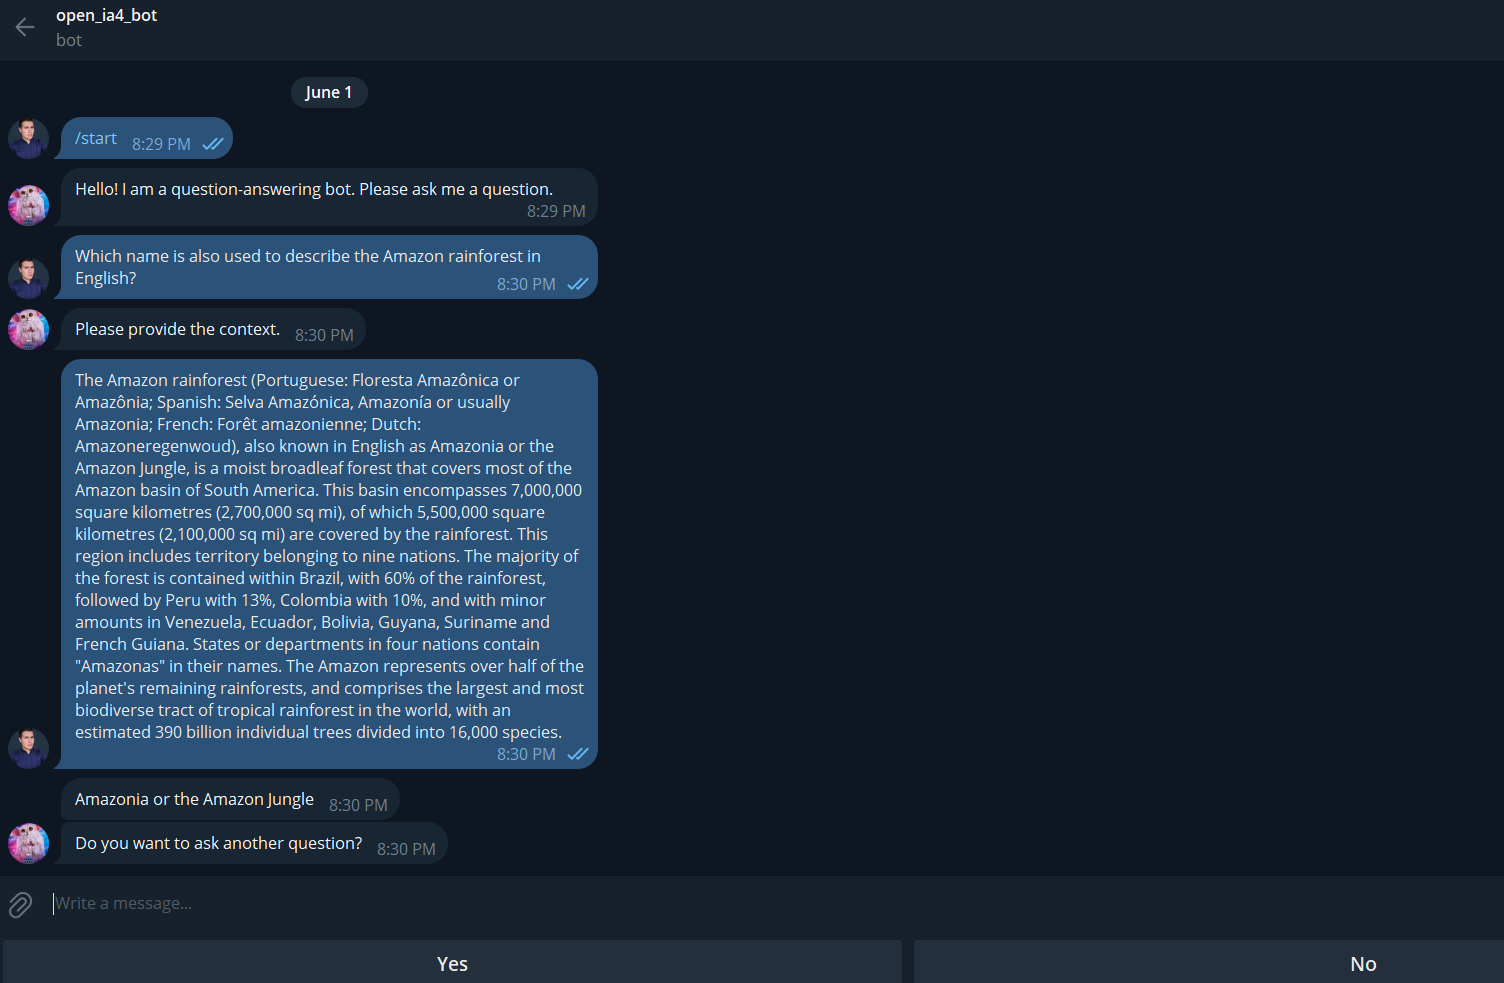 open_ia4_bot
bot
June 1
/start 8:29 PM
Hello! I am a question-answering bot. Please ask me a question.
8:29 PM
Which name is also used to describe the Amazon rainforest in
English? 8:30 PM
Please provide the context. 8:30 PM
The Amazon rainforest (Portuguese: Floresta Amazônica or
Amazônia; Spanish: Selva Amazónica, Amazonía or usually
Amazonia; French: Forêt amazonienne; Dutch:
Amazoneregenwoud), also known in English as Amazonia or the
Amazon Jungle, is a moist broadleaf forest that covers most of the
Amazon basin of South America. This basin encompasses 7,000,000
square kilometres (2,700,000 sq mi), of which 5,500,000 square
kilometres (2,100,000 sq mi) are covered by the rainforest. This
region includes territory belonging to nine nations. The majority of
the forest is contained within Brazil, with 60% of the rainforest,
followed by Peru with 13%, Colombia with 10%, and with minor
amounts in Venezuela, Ecuador, Bolivia, Guyana, Suriname and
French Guiana. States or departments in four nations contain
"Amazonas" in their names. The Amazon represents over half of the
planet's remaining rainforests, and comprises the largest and most
biodiverse tract of tropical rainforest in the world, with an
estimated 390 billion individual trees divided into 16,000 species.
8:30 PM
Amazonia or the Amazon Jungle 8:30 PM
Do you want to ask another question? 8:30 PM
Write a message...
Yes No